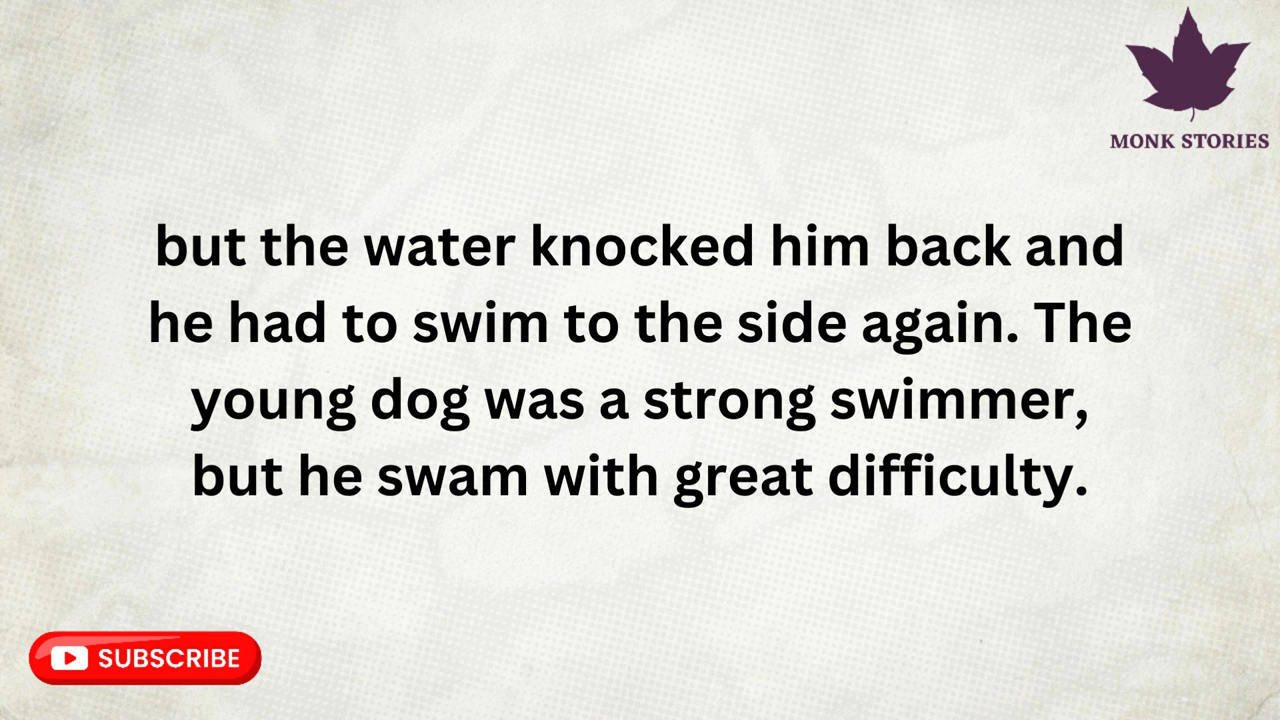 MONK STORIES
but the water knocked him back and
he had to swim to the side again. The
young dog was a strong swimmer,
but he swam with great difficulty.
SUBSCRIBE